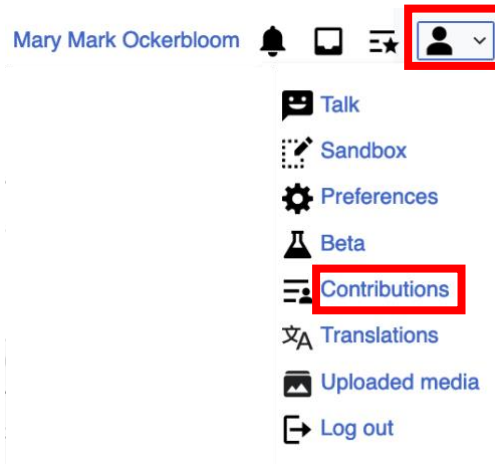 Mary Mark Ockerbloom
Talk
Sandbox
Preferences
Beta
Contributions
Translations
Uploaded media
Log out